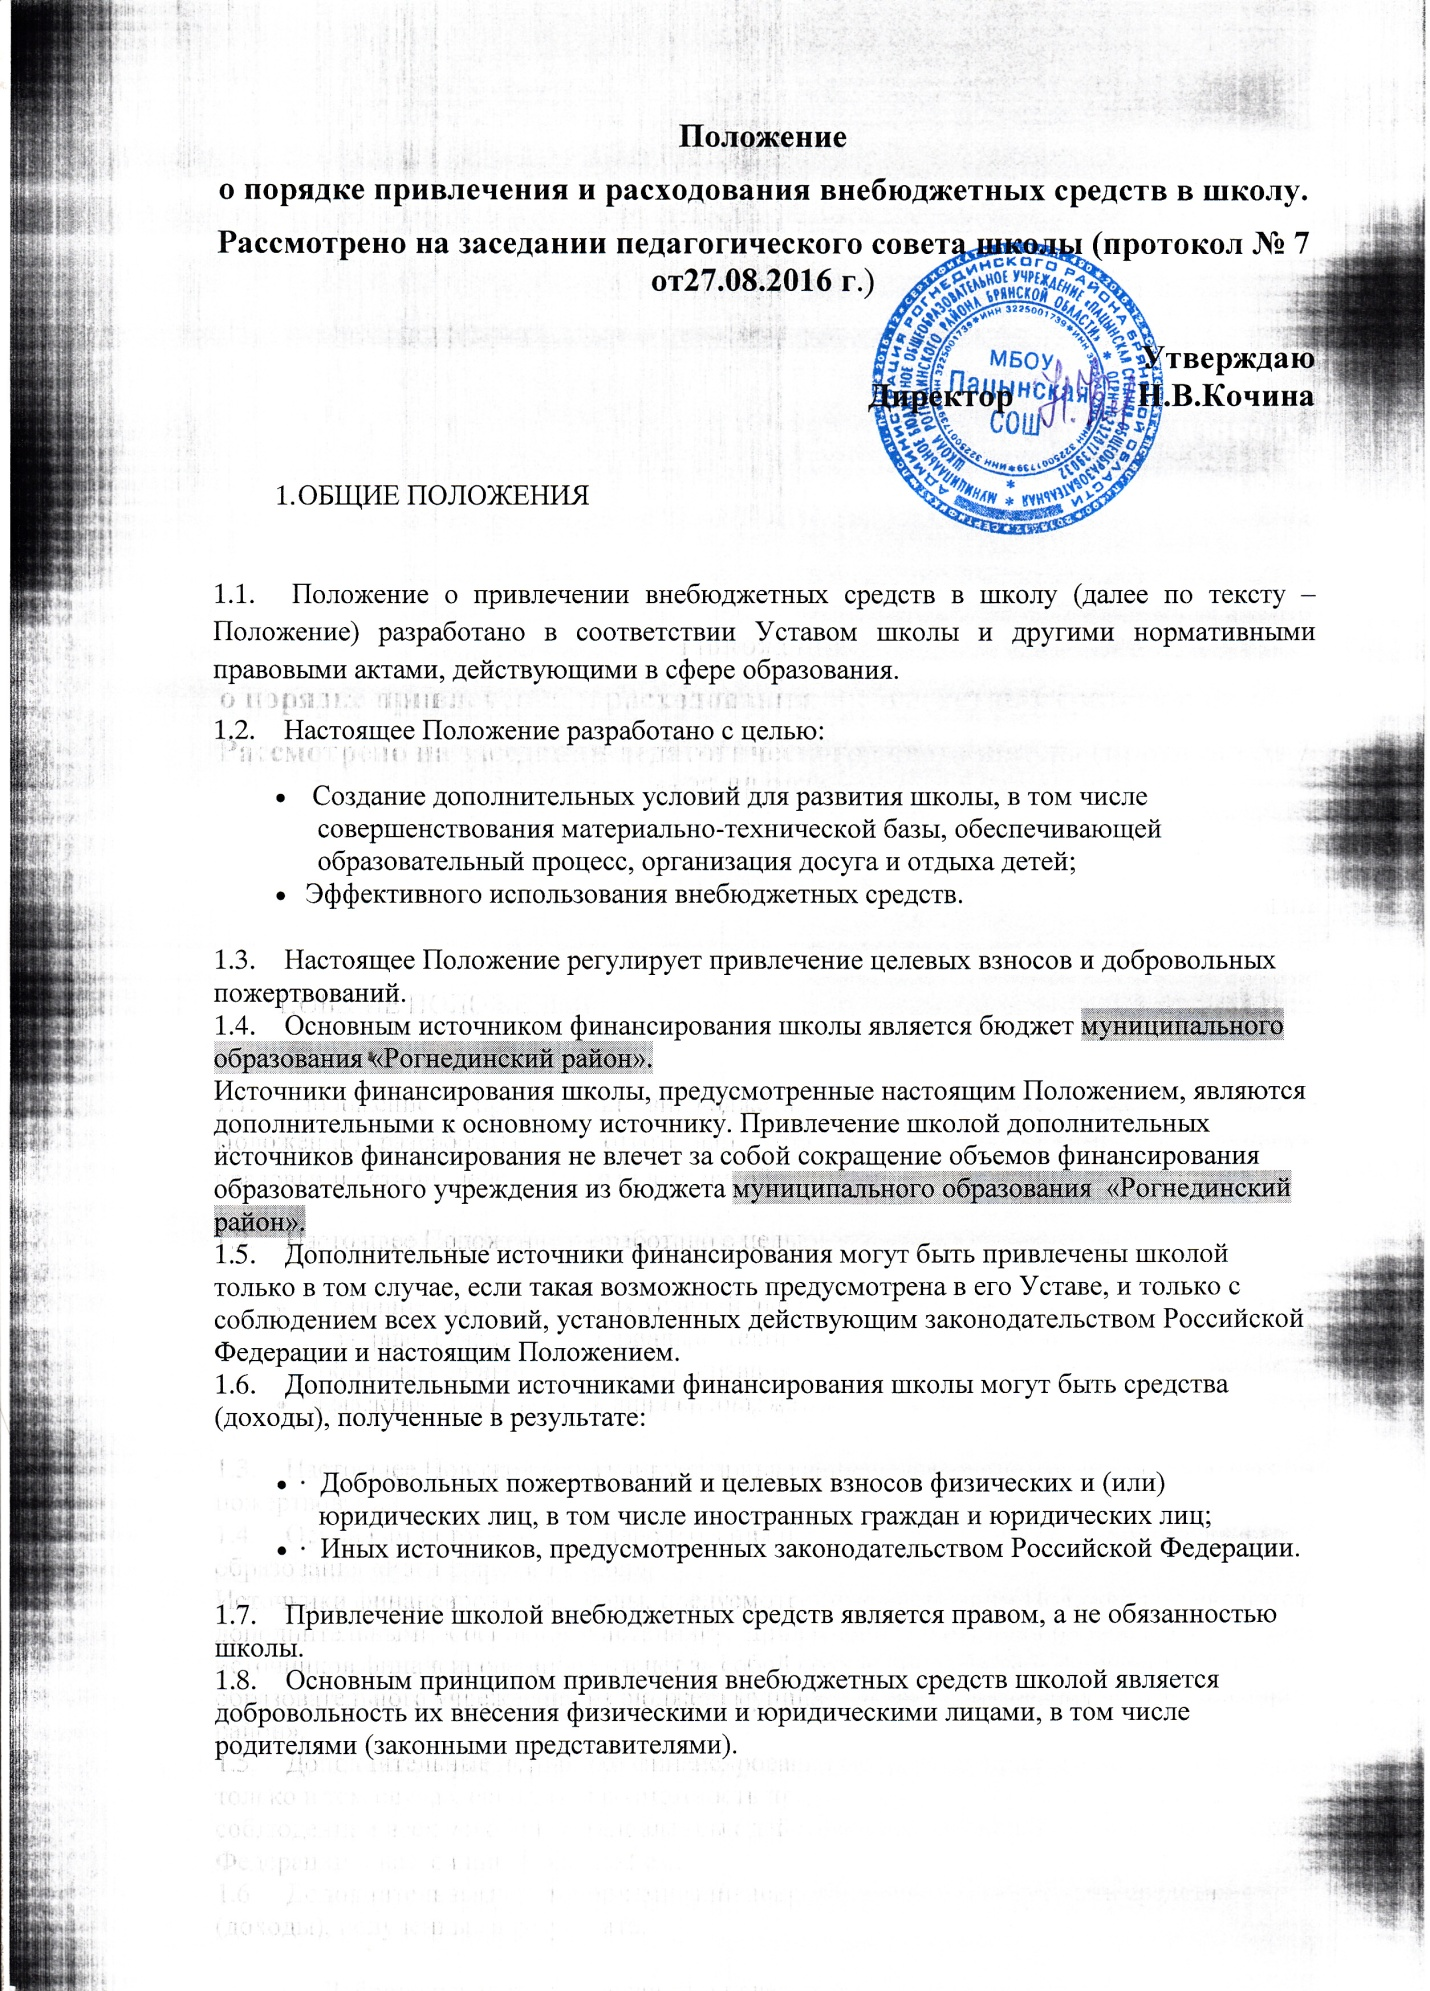 Положение
о порядке привлечения и расходования внебюджетных средств в школу.
Рассмотрено на заседании педагогического совета школы (протокол № 7
от27.08.2016 г.)
Утверждаю
Директор Н.В.Кочина
МБОУ
Пацынская
СОШ
1.ОБЩИЕ ПОЛОЖЕНИЯ
1.1. Положение о привлечении внебюджетных средств в школу (далее по тексту –
Положение) разработано в соответствии Уставом школы и другими нормативными
правовыми актами, действующими в сфере образования.
1.2. Настоящее Положение разработано с целью:
• Создание дополнительных условий для развития школы, в том числе
совершенствования материально-технической базы, обеспечивающей
образовательный процесс, организация досуга и отдыха детей;
• Эффективного использования внебюджетных средств.
1.3. Настоящее Положение регулирует привлечение целевых взносов и добровольных
пожертвований.
1.4. Основным источником финансирования школы является бюджет муниципального
образования «Рогнединский район».
Источники финансирования школы, предусмотренные настоящим Положением, являются
дополнительными к основному источнику. Привлечение школой дополнительных
источников финансирования не влечет за собой сокращение объемов финансирования
образовательного учреждения из бюджета муниципального образования «Рогнединский
район».
1.5. Дополнительные источники финансирования могут быть привлечены школой
только в том случае, если такая возможность предусмотрена в его Уставе, и только с
соблюдением всех условий, установленных действующим законодательством Российской
Федерации и настоящим Положением.
1.6. Дополнительными источниками финансирования школы могут быть средства
(доходы), полученные в результате:
• · Добровольных пожертвований и целевых взносов физических и (или)
юридических лиц, в том числе иностранных граждан и юридических лиц;
• · Иных источников, предусмотренных законодательством Российской Федерации.
1.7. Привлечение школой внебюджетных средств является правом, а не обязанностью
школы.
1.8. Основным принципом привлечения внебюджетных средств школой является
добровольность их внесения физическими и юридическими лицами, в том числе
родителями (законными представителями).